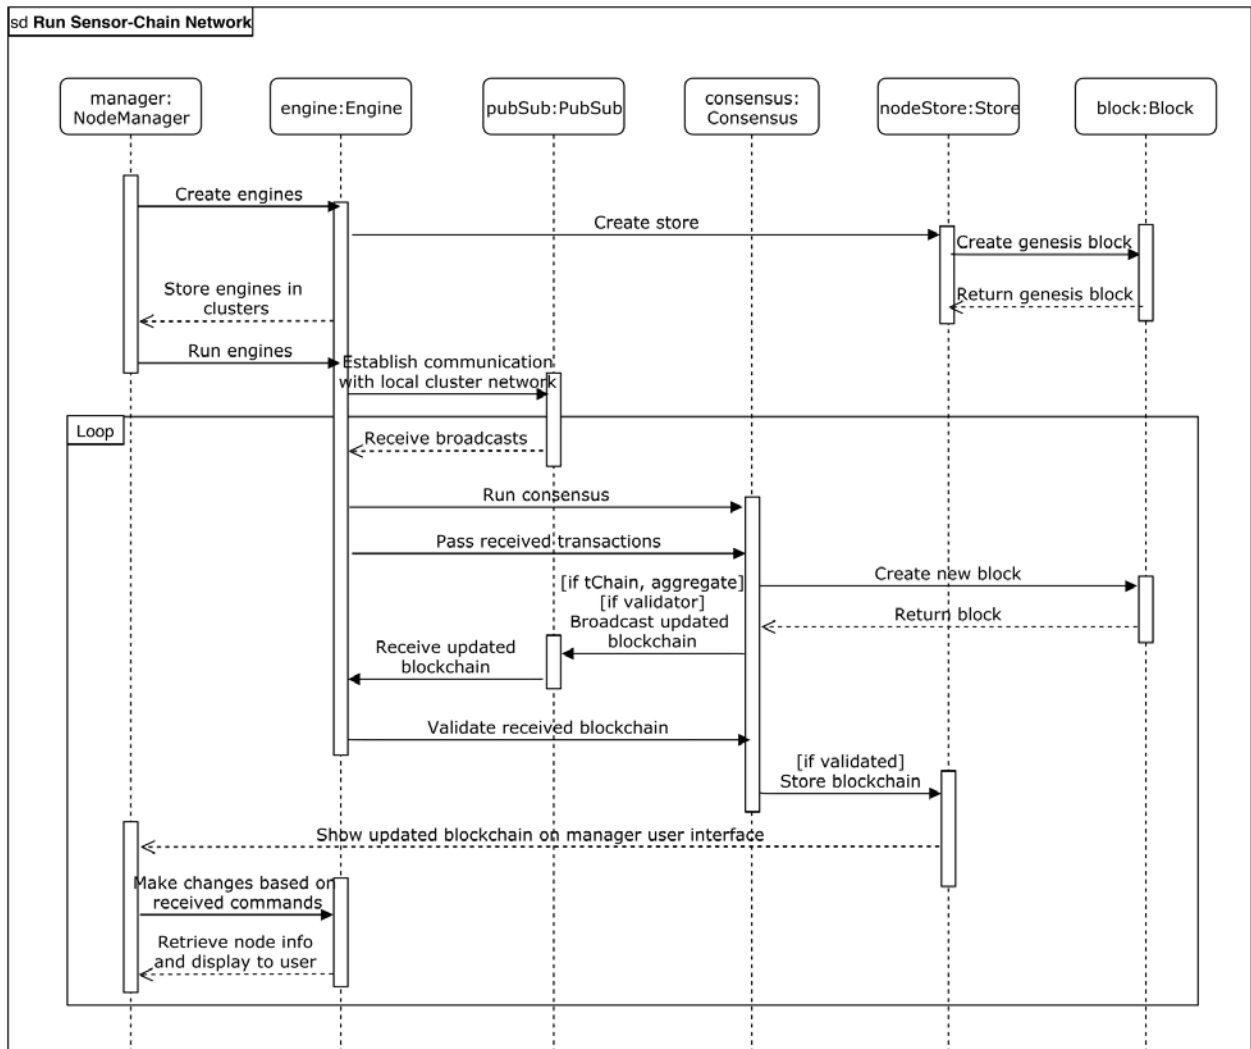 sd Run Sensor-Chain Network
manager:
NodeManager
engine:Engine
pubSub:PubSub
consensus:
Consensus
nodeStore:Store
block:Block
Create engines
Create store
Create genesis block
Store engines in
clusters
Return genesis block
Run engines
Establish communication
with local cluster network
Loop
Receive broadcasts
Run consensus
Pass received transactions
Create new block
[if tChain, aggregate]
[if validator]
Broadcast updated
blockchain
Return block
Receive updated
blockchain
Validate received blockchain
[if validated]
Store blockchain
Show updated blockchain on manager user interface
Make changes based on
received commands
Retrieve node info
and display to user